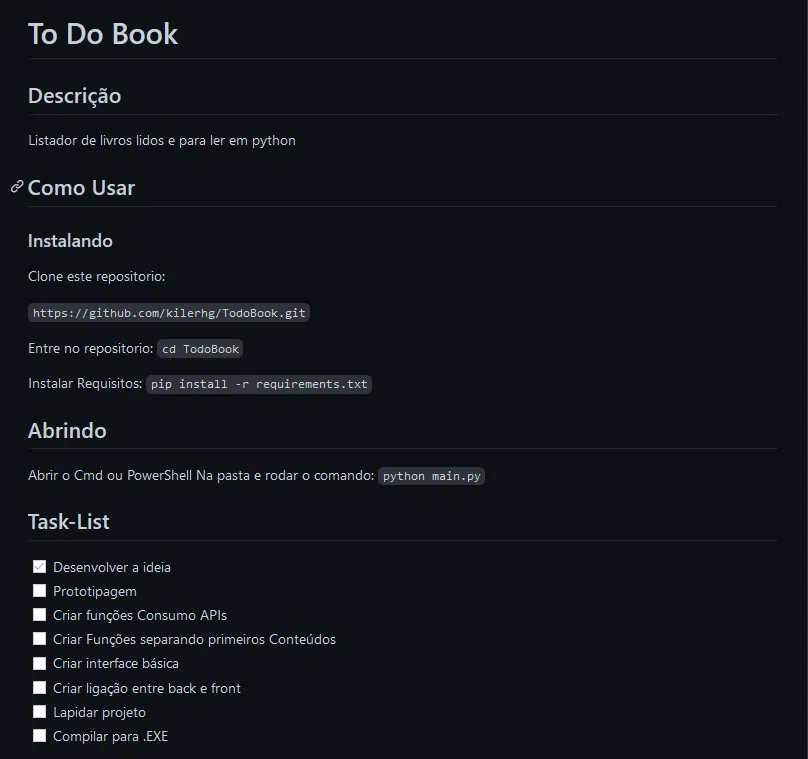 To Do Book
Descrição
Listador de livros lidos e para ler em python
Como Usar
Instalando
Clone este repositorio:
https://github.com/kilerhg/TodoBook.git
Entre no repositorio: cd TodoBook
Instalar Requisitos: pip install -r requirements.txt
Abrindo
Abrir o Cmd ou PowerShell Na pasta e rodar o comando: python main.py
Task-List
Desenvolver a ideia
Prototipagem
Criar funções Consumo APIs
Criar Funções separando primeiros Conteúdos
Criar interface básica
Criar ligação entre back e front
Lapidar projeto
Compilar para .EXE